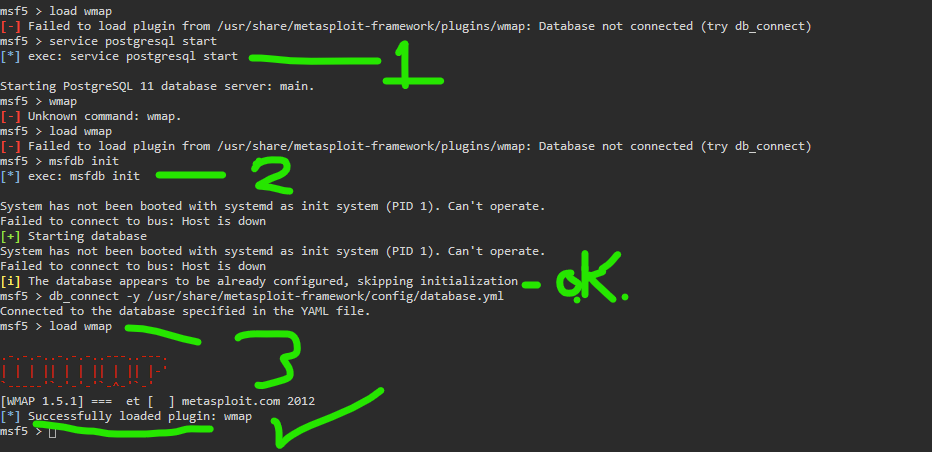 msf5 > load wmap
[-] Failed to load plugin from /usr/share/metasploit-framework/plugins/wmap: Database not connected (try db_connect)
msf5 > service postgresql start
[*] exec: service postgresql start
1
Starting PostgreSQL 11 database server: main.
msf5 > wmap
[-] Unknown command: wmap.
msf5 > load wmap
[-] Failed to load plugin from /usr/share/metasploit-framework/plugins/wmap: Database not connected (try db_connect)
msf5 > msfdb init
[*] exec: msfdb init
2
System has not been booted with systemd as init system (PID 1). Can't operate.
Failed to connect to bus: Host is down
[+] Starting database
System has not been booted with systemd as init system (PID 1). Can't operate.
Failed to connect to bus: Host is down
[i] The database appears to be already configured, skipping initialization
oK.
msf5 > db_connect -y /usr/share/metasploit-framework/config/database.yml
Connected to the database specified in the YAML file.
msf5 > load wmap
3
.-.-.-..-.-.-..---..---.
| | | || | | || | || |-'
`-----'`-'-'-'`-^-'`-'
[WMAP 1.5.1] ===  et [  ] metasploit.com 2012
[*] Successfully loaded plugin: wmap
msf5 >